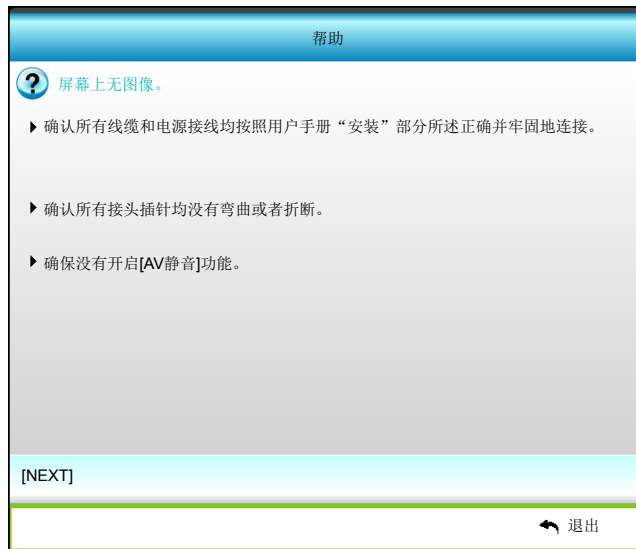 帮助
? 屏幕上无图像。
确认所有线缆和电源接线均按照用户手册“安装”部分所述正确并牢固地连接。
确认所有接头插针均没有弯曲或者折断。
确保没有开启[AV静音]功能。
[NEXT]
退出